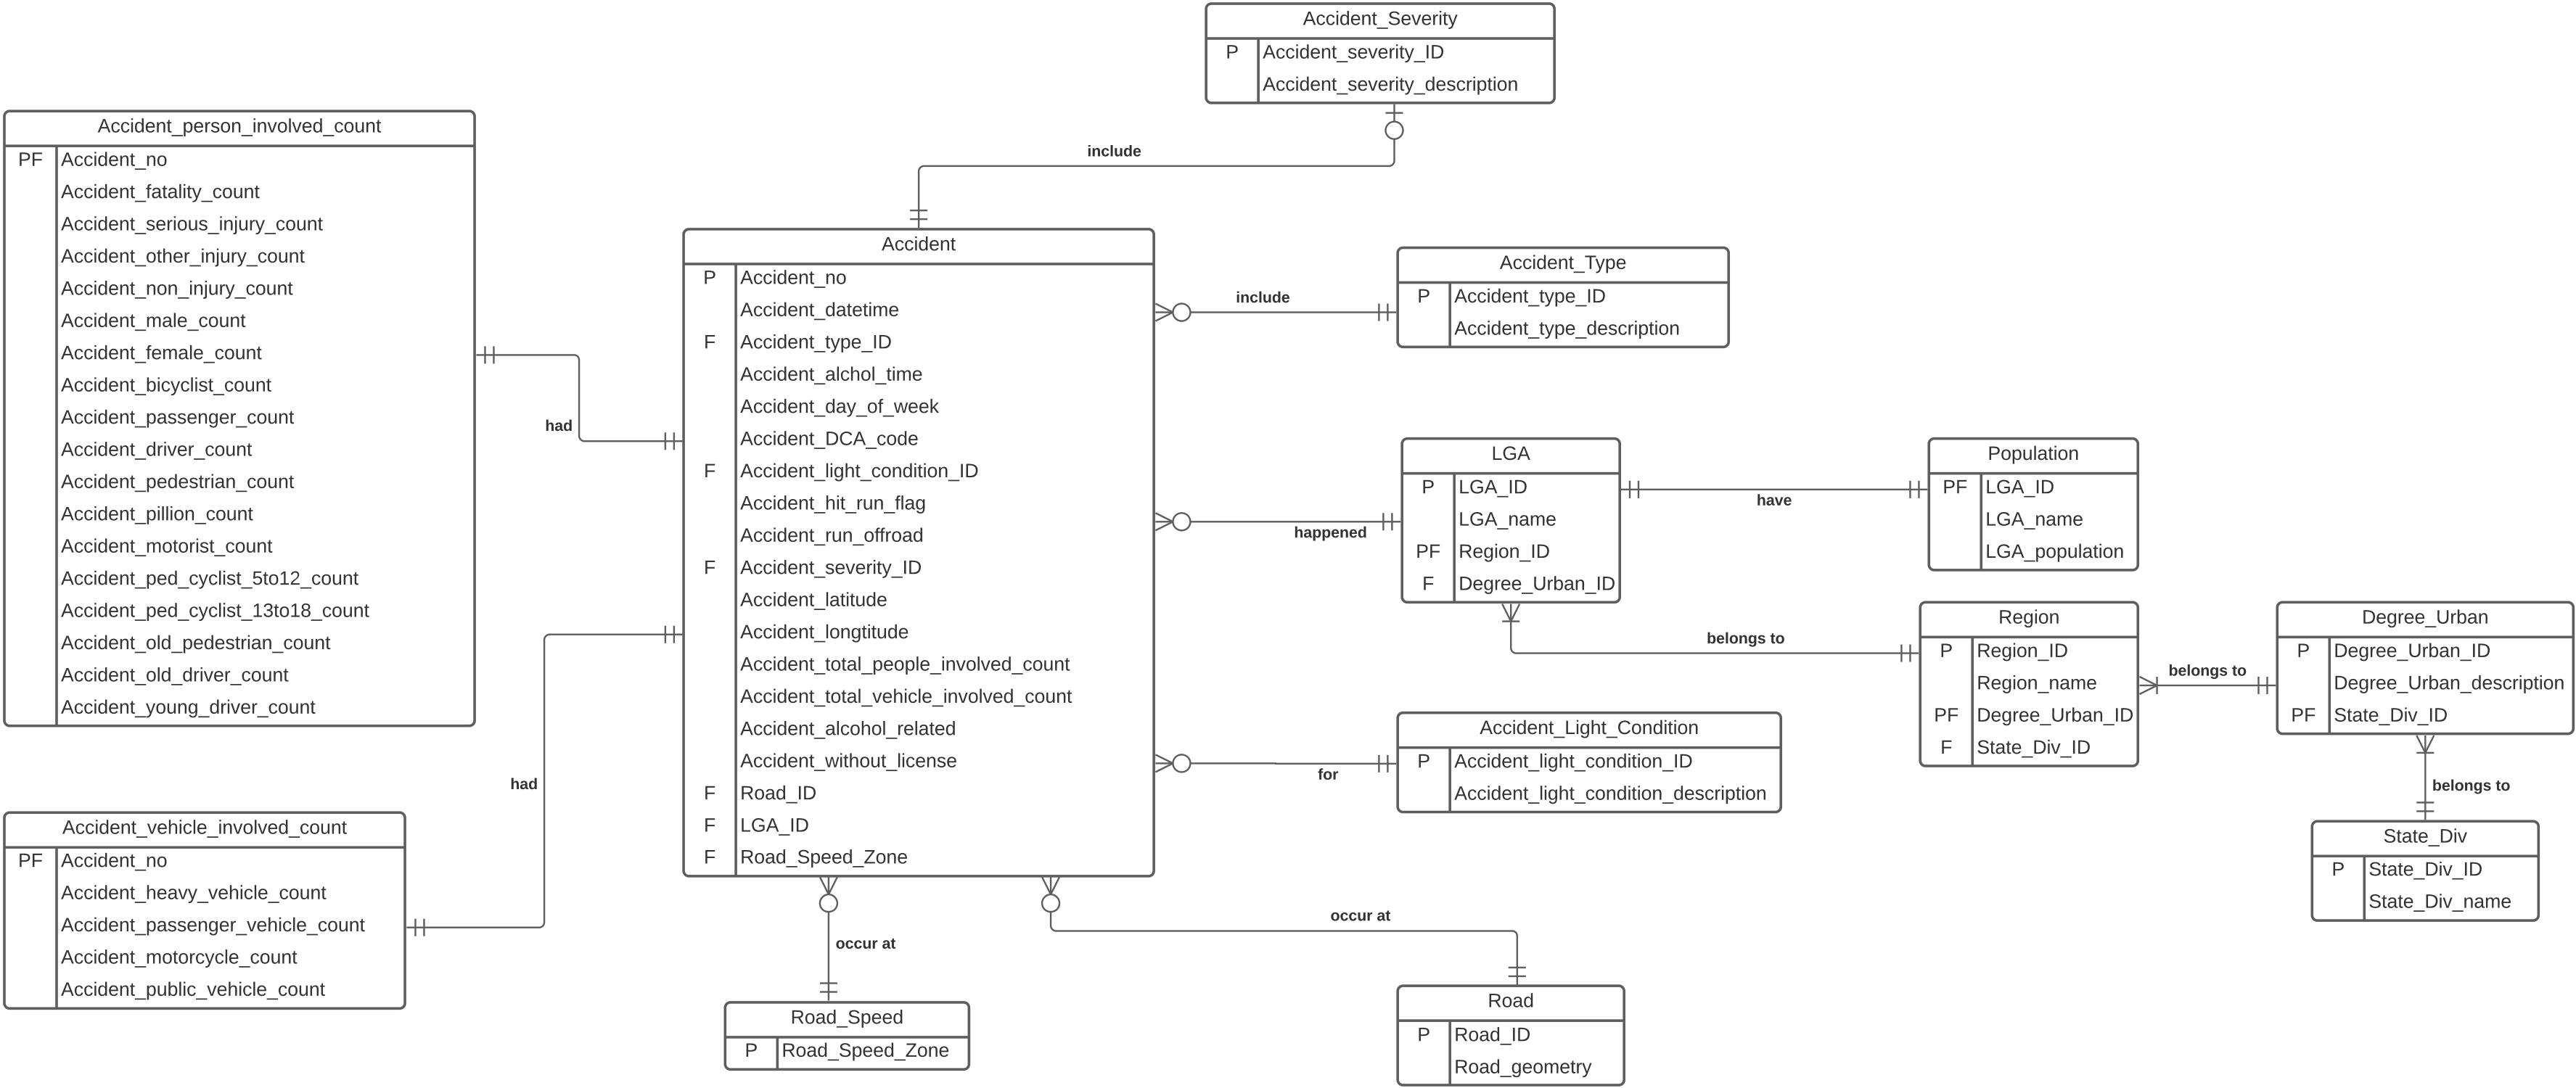 Accident_Severity
P Accident_severity_ID
Accident_severity_description
include
Accident_person_involved_count
PF Accident_no
Accident_fatality_count
Accident_serious_injury_count
Accident_other_injury_count
Accident_non_injury_count
Accident_male_count
Accident_female_count
Accident_bicyclist_count
Accident_passenger_count
Accident_driver_count
Accident_pedestrian_count
Accident_pillion_count
Accident_motorist_count
Accident_ped_cyclist_5to12_count
Accident_ped_cyclist_13to18_count
Accident_old_pedestrian_count
Accident_old_driver_count
Accident_young_driver_count
had
Accident
P Accident_no
Accident_datetime
F Accident_type_ID
Accident_alchol_time
Accident_day_of_week
Accident_DCA_code
F Accident_light_condition_ID
Accident_hit_run_flag
Accident_run_offroad
F Accident_severity_ID
Accident_latitude
Accident_longtitude
Accident_total_people_involved_count
Accident_total_vehicle_involved_count
Accident_alcohol_related
Accident_without_license
F Road_ID
F LGA_ID
F Road_Speed_Zone
include
Accident_Type
P Accident_type_ID
Accident_type_description
happened
LGA
P LGA_ID
LGA_name
PF Region_ID
F Degree_Urban_ID
have
Population
PF LGA_ID
LGA_name
LGA_population
belongs to
Region
P Region_ID
Region_name
PF Degree_Urban_ID
F State_Div_ID
belongs to
Degree_Urban
P Degree_Urban_ID
Degree_Urban_description
PF State_Div_ID
belongs to
State_Div
P State_Div_ID
State_Div_name
for
Accident_Light_Condition
P Accident_light_condition_ID
Accident_light_condition_description
had
Accident_vehicle_involved_count
PF Accident_no
Accident_heavy_vehicle_count
Accident_passenger_vehicle_count
Accident_motorcycle_count
Accident_public_vehicle_count
occur at
Road_Speed
P Road_Speed_Zone
occur at
Road
P Road_ID
Road_geometry